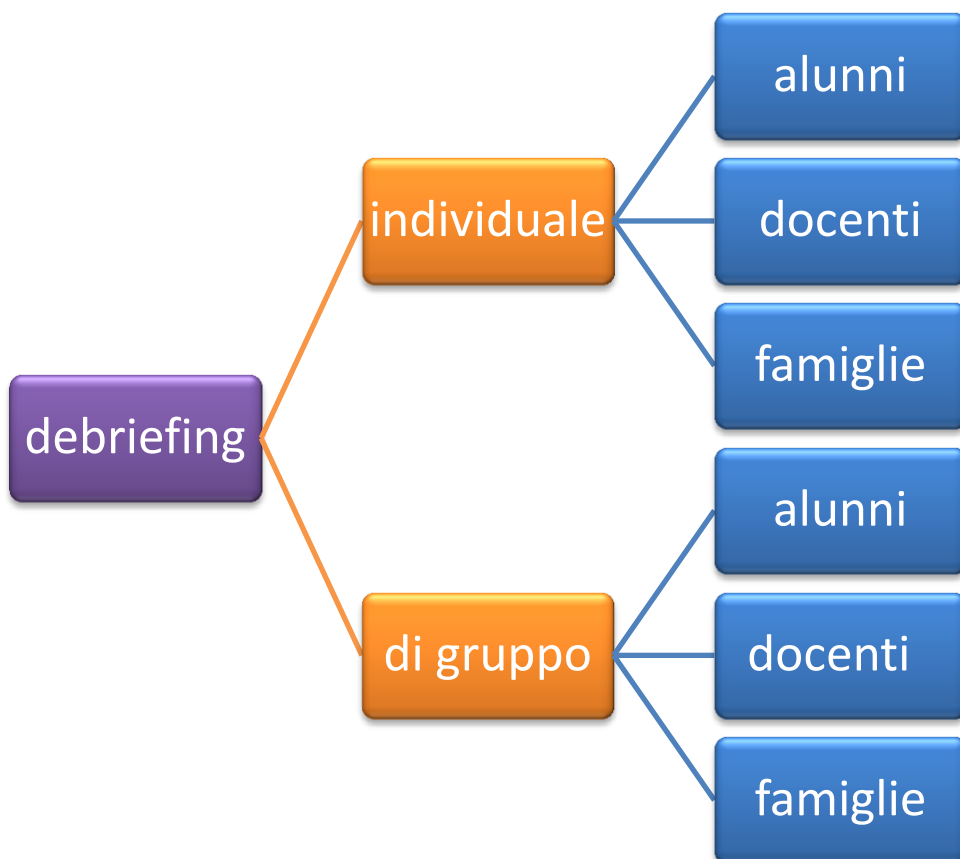 debriefing
individuale
alunni
docenti
famiglie
di gruppo
alunni
docenti
famiglie